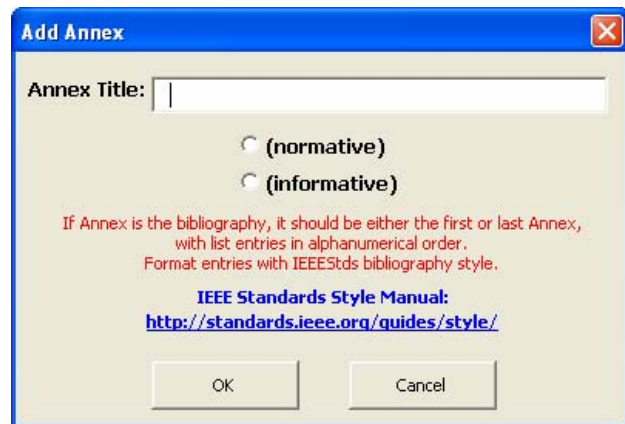 Add Annex
Annex Title:
(normative)
(informative)
If Annex is the bibliography, it should be either the first or last Annex,
with list entries in alphanumerical order.
Format entries with IEEEStds bibliography style.
IEEE Standards Style Manual:
http://standards.ieee.org/guides/style/
OK Cancel